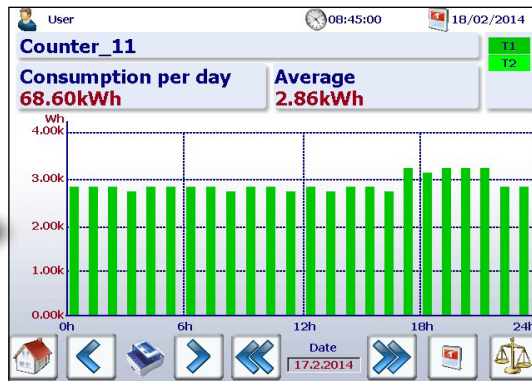 User
08:45:00
18/02/2014
Counter_11
T1
T2
Consumption per day
68.60kWh
Average
2.86kWh
Wh
4.00k
3.00k
2.00k
1.00k
0.00k
0h
6h
12h
18h
24h
Date
17.2.2014